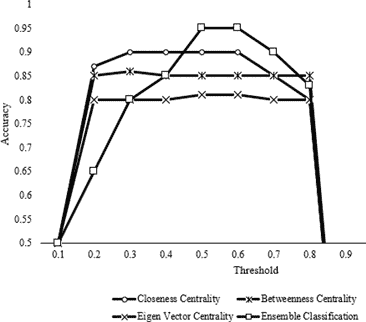 1
0.95
0.9
0.85
0.8
0.75
0.7
0.65
0.6
0.55
0.5
Accuracy
0.1 0.2 0.3 0.4 0.5 0.6 0.7 0.8 0.9
Threshold
Closeness Centrality Betweenness Centrality
Eigen Vector Centrality Ensemble Classification